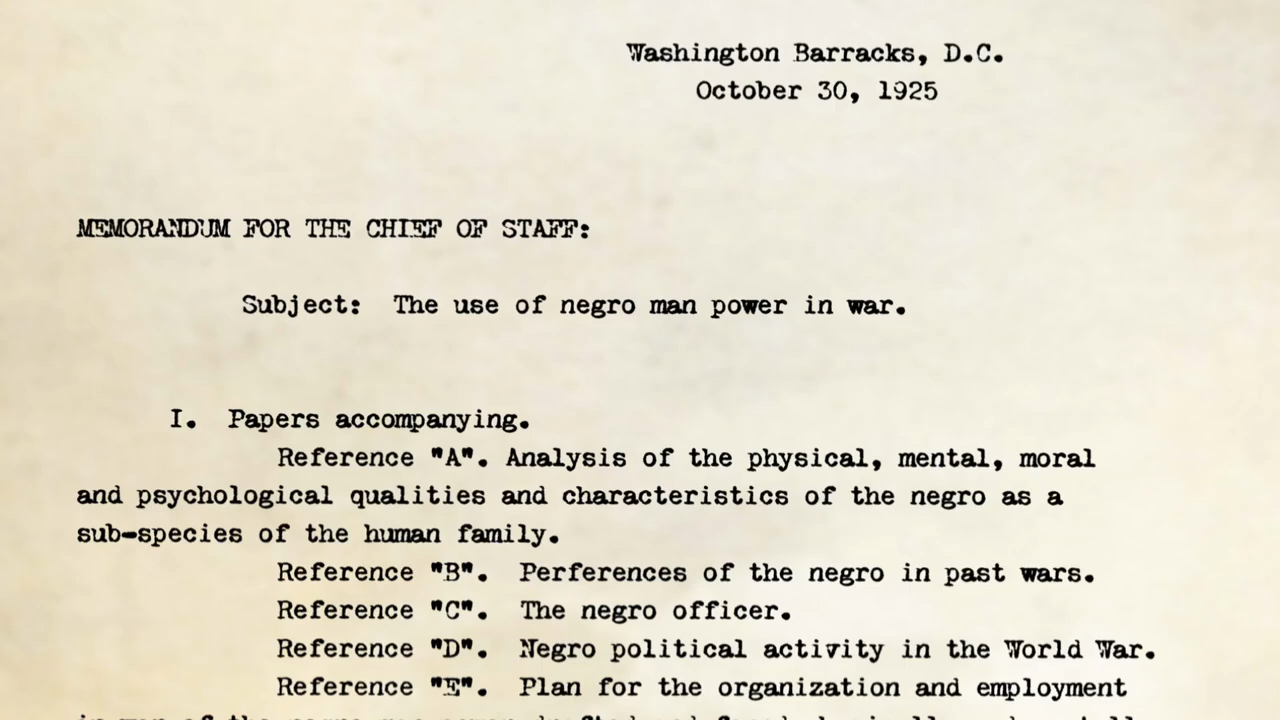 Washington Barracks, D.C.
October 30, 1925
MEMORANDUM FOR THE CHIEF OF STAFF:
Subject: The use of negro man power in war.
I. Papers accompanying.
Reference "A". Analysis of the physical, mental, moral
and psychological qualities and characteristics of the negro as a
sub-species of the human family.
Reference "B". Perferences of the negro in past wars.
Reference "C". The negro officer.
Reference "D". Negro political activity in the World War.
Reference "E". Plan for the organization and employment